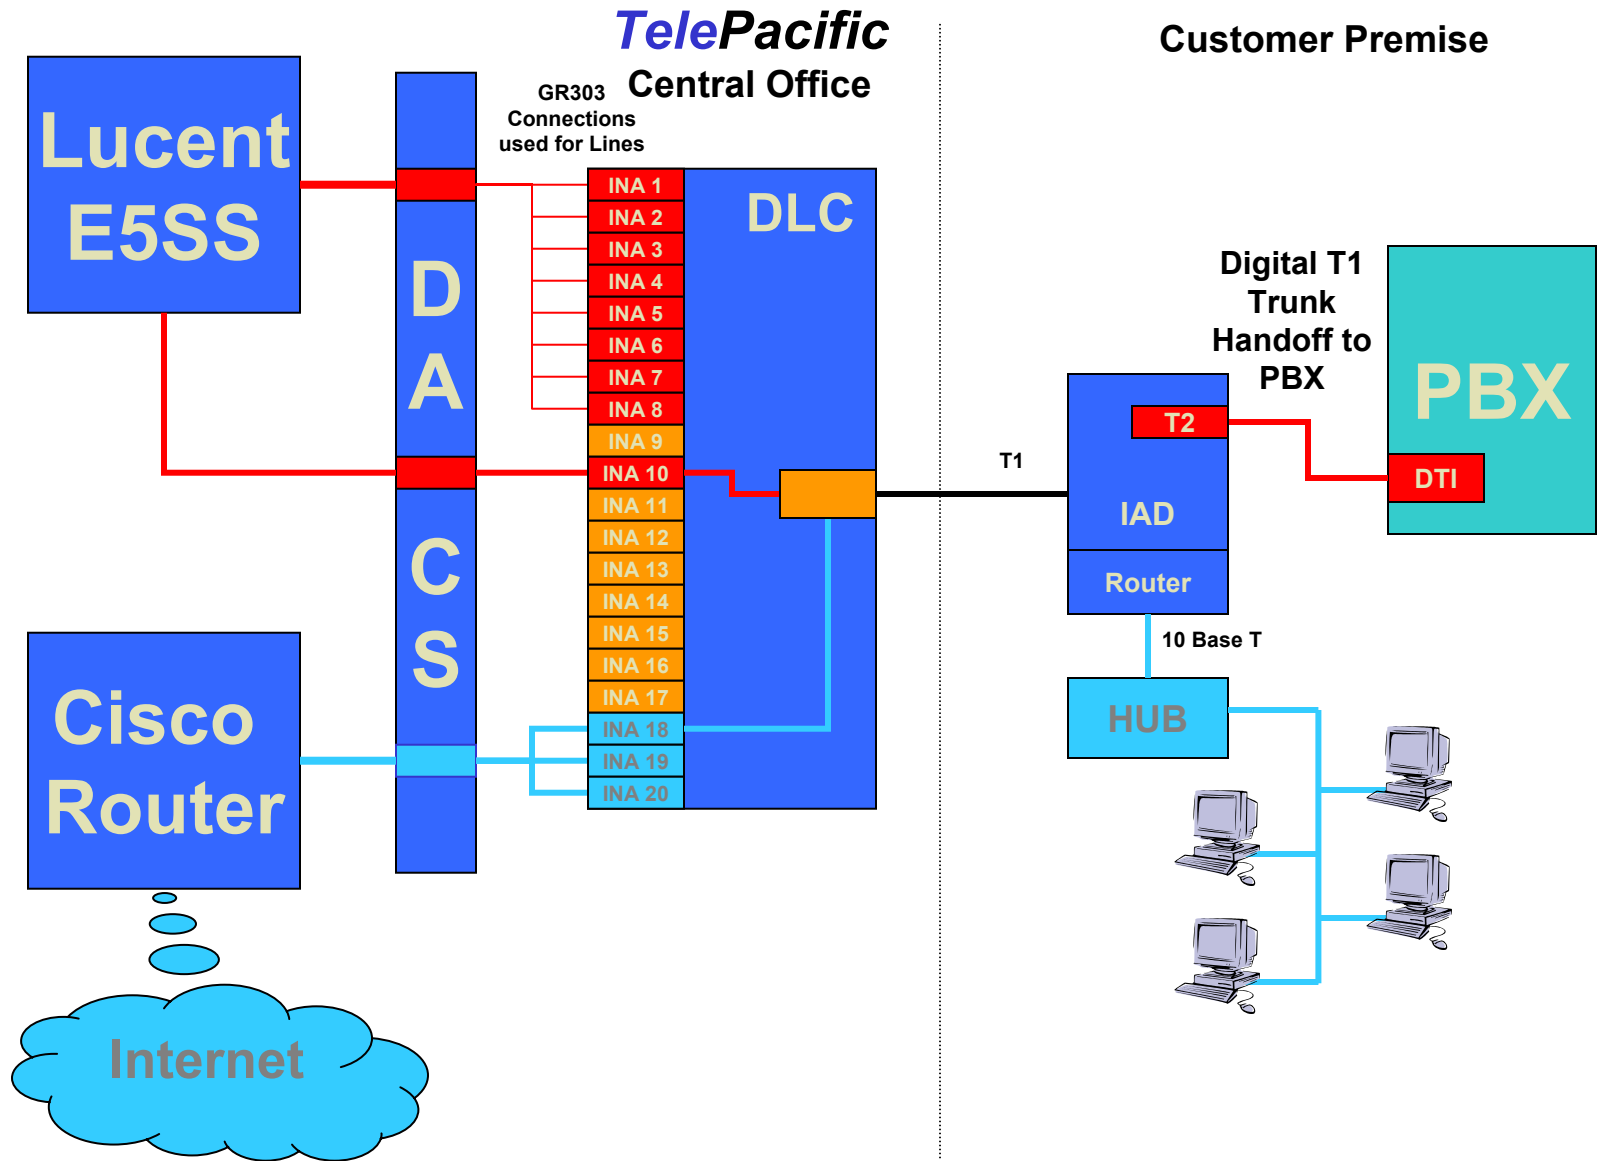 TelePacific
Central Office
Customer Premise
GR303
Connections
used for Lines
Lucent
E5SS
D
A
C
S
INA 1
INA 2
INA 3
INA 4
INA 5
INA 6
INA 7
INA 8
INA 9
INA 10
INA 11
INA 12
INA 13
INA 14
INA 15
INA 16
INA 17
INA 18
INA 19
INA 20
DLC
T1
Digital T1
Trunk
Handoff to
PBX
T2
IAD
Router
PBX
DTI
10 Base T
HUB
Cisco
Router
Internet